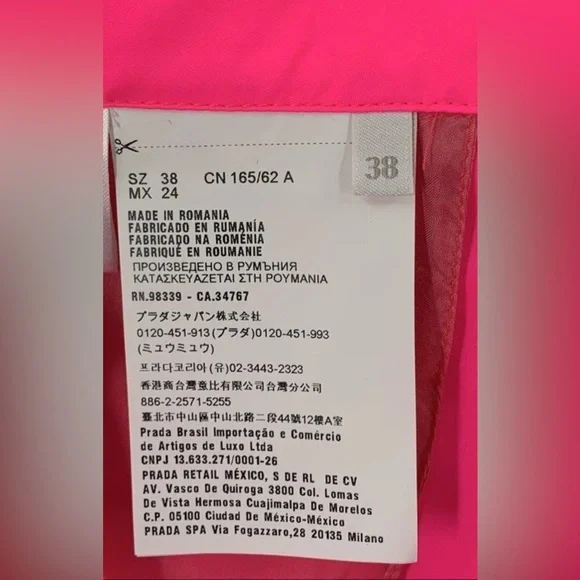 SZ 38 CN 165/62 A
MX 24
38
MADE IN ROMANIA
FABRICADO EN RUMANÍA
FABRICADO NA ROMÉNIA
FABRIQUÉ EN ROUMANIE
ПРОИЗВЕДЕНО В РУМЪНИЯ
ΚΑΤΑΣΚΕΥΑΖΕΤΑΙ ΣΤΗ ΡΟΥΜΑΝΙΑ
RN.98339 - CA.34767
プラダジャパン株式会社
0120-451-913 (プラダ)0120-451-993
(ミュウミュウ)
프라다코리아 (유) 02-3443-2323
香港商台灣意比有限公司台灣分公司
886-2-2571-5255
臺北市中山區中山北路二段44號12樓A室
Prada Brasil Importação e Comércio
de Artigos de Luxo Ltda
CNPJ 13.633.271/0001-26
PRADA RETAIL MÉXICO, S DE RL DE CV
AV. Vasco De Quiroga 3800 Col. Lomas
De Vista Hermosa Cuajimalpa De Morelos
C.P. 05100 Ciudad De México-México
PRADA SPA Via Fogazzaro,28 20135 Milano